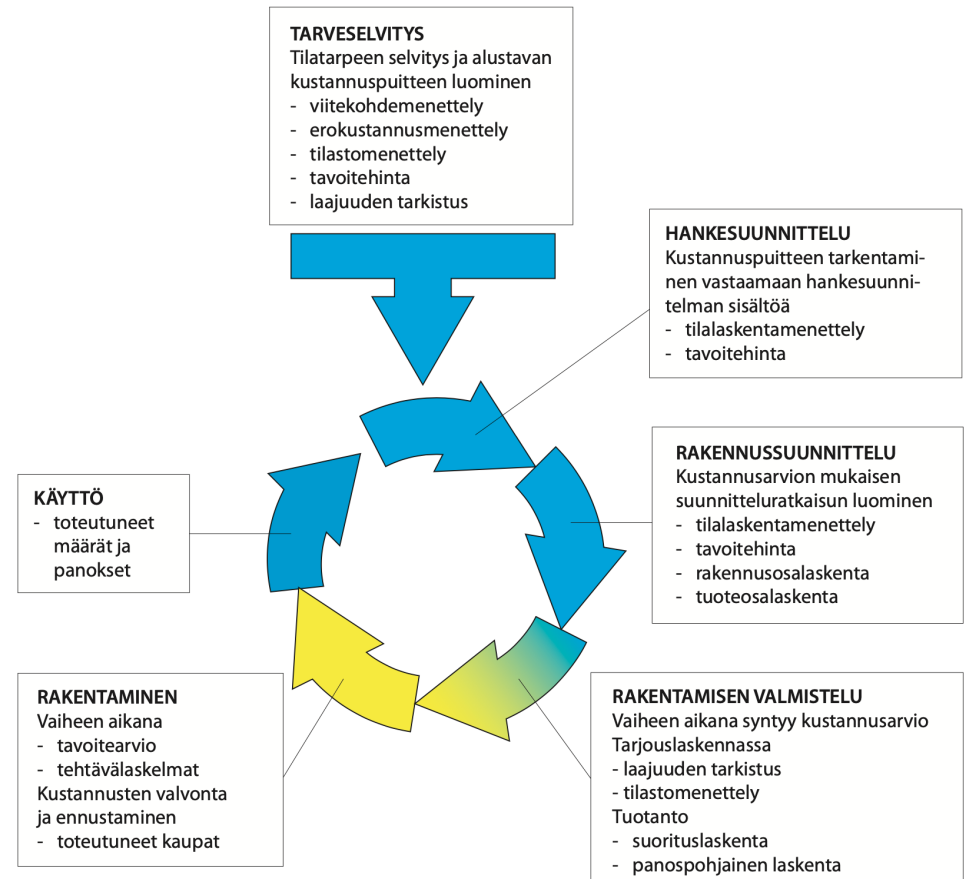 TARVESELVITYS
Tilatarpeen selvitys ja alustavan
kustannuspuitteen luominen
- viitekohdemenettely
- erokustannusmenettely
- tilastomenettely
- tavoitehinta
- laajuuden tarkistus
HANKESUUNNITTELU
Kustannuspuitteen tarkentami-
nen vastaamaan hankesuunni-
telman sisältöä
- tilalaskentamenettely
- tavoitehinta
RAKENNUSSUUNNITTELU
Kustannusarvion mukaisen
suunnitteluratkaisun luominen
- tilalaskentamenettely
- tavoitehinta
- rakennusosalaskenta
- tuoteosalaskenta
RAKENTAMISEN VALMISTELU
Vaiheen aikana syntyy kustannusarvio
Tarjouslaskennassa
- laajuuden tarkistus
- tilastomenettely
Tuotanto
- suorituslaskenta
- panospohjainen laskenta
RAKENTAMINEN
Vaiheen aikana
- tavoitearvio
- tehtävälaskelmat
Kustannusten valvonta
ja ennustaminen
- toteutuneet kaupat
KÄYTTÖ
- toteutuneet
määrät ja
panokset